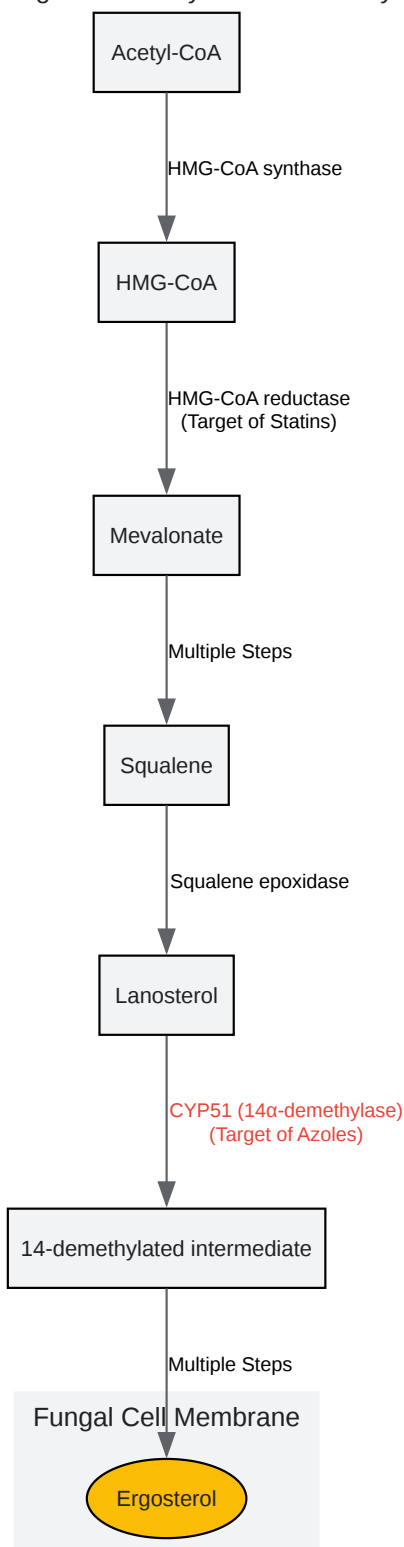 Acetyl-CoA
HMG-CoA synthase
HMG-CoA
HMG-CoA reductase
(Target of Statins)
Mevalonate
Multiple Steps
Squalene
Squalene epoxidase
Lanosterol
CYP51 (14α-demethylase)
(Target of Azoles)
14-demethylated intermediate
Multiple Steps
Fungal Cell Membrane
Ergosterol